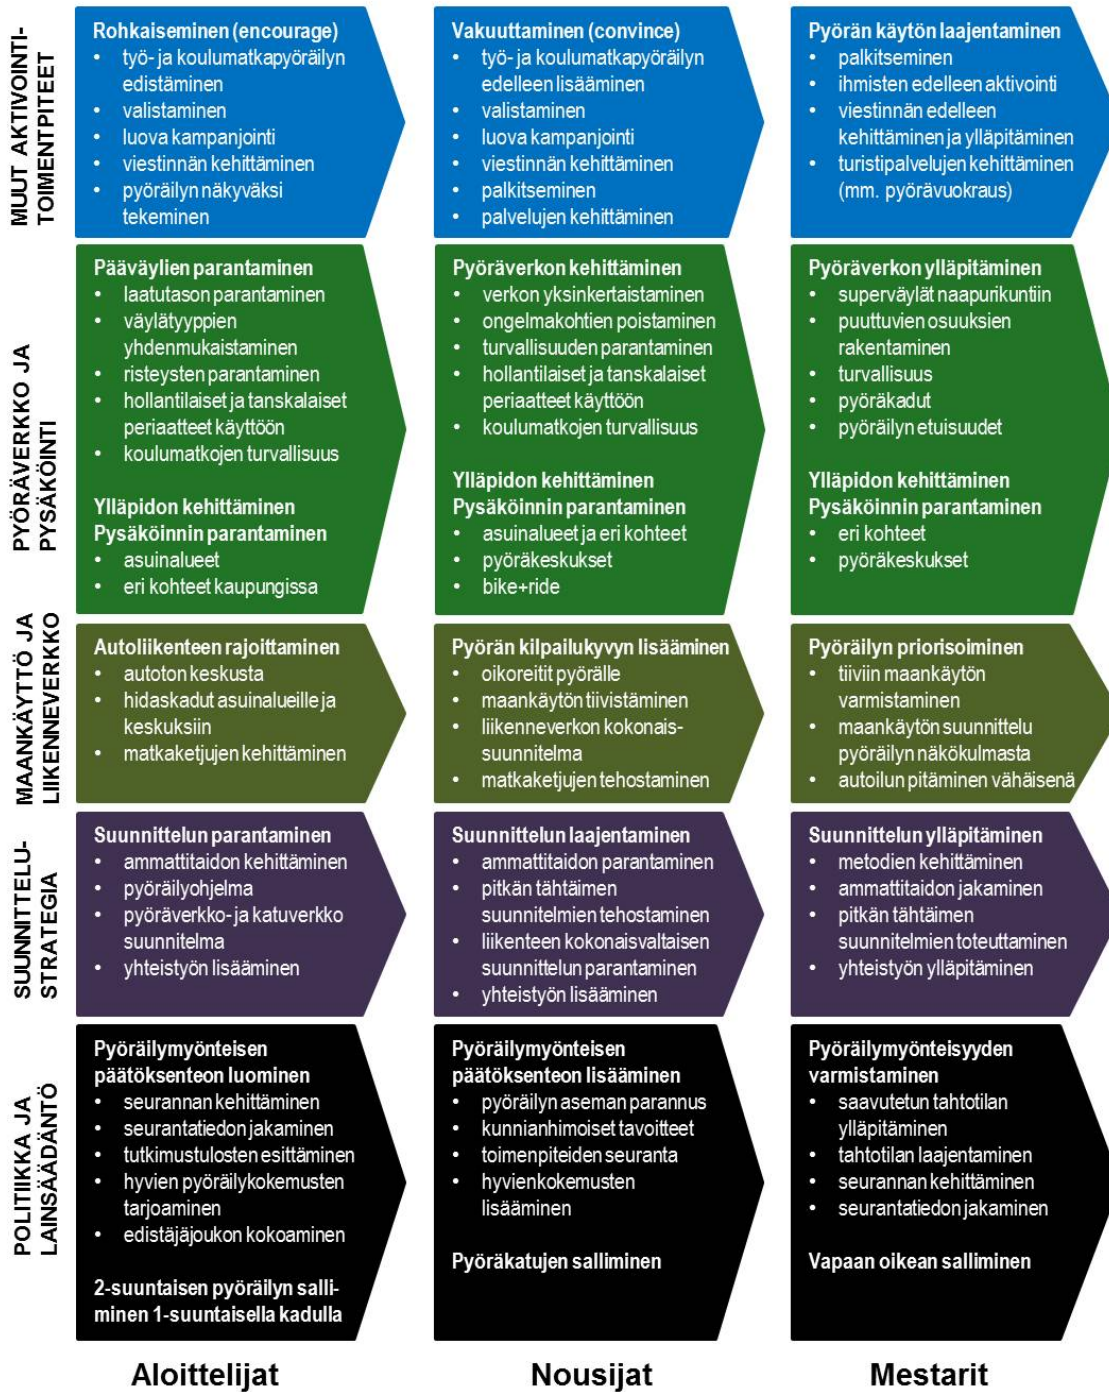 MUUT AKTIVOINTI-
TOIMENTPITEET
Rohkaiseminen (encourage)
• työ- ja koulumatkapyöräilyn
edistäminen
• valistaminen
• luova kampanjointi
• viestinnän kehittäminen
• pyöräilyn näkyväksi
tekeminen
Vakuuttaminen (convince)
• työ- ja koulumatkapyöräilyn
edelleen lisääminen
• valistaminen
• luova kampanjointi
• viestinnän kehittäminen
• palkitseminen
• palvelujen kehittäminen
Pyörän käytön laajentaminen
• palkitseminen
• ihmisten edelleen aktivointi
• viestinnän edelleen
kehittäminen ja ylläpitäminen
• turistipalvelujen kehittäminen
(mm. pyörävuokraus)
PYÖRÄVERKKO JA
PYSÄKÖINTI
Pääväylien parantaminen
• laatutason parantaminen
• väylätyyppien
yhdenmukaistaminen
• risteysten parantaminen
• hollantilaiset ja tanskalaiset
periaatteet käyttöön
• koulumatkojen turvallisuus
Ylläpidon kehittäminen
Pysäköinnin parantaminen
• asuinalueet
• eri kohteet kaupungissa
Pyöräverkon kehittäminen
• verkon yksinkertaistaminen
• ongelmakohtien poistaminen
• turvallisuuden parantaminen
• hollantilaiset ja tanskalaiset
periaatteet käyttöön
• koulumatkojen turvallisuus
Ylläpidon kehittäminen
Pysäköinnin parantaminen
• asuinalueet ja eri kohteet
• pyöräkeskukset
• bike+ride
Pyöräverkon ylläpitäminen
• superväylät naapurikuntiin
• puuttuvien osuuksien
rakentaminen
• turvallisuus
• pyöräkadut
• pyöräilyn etuisuudet
Ylläpidon kehittäminen
Pysäköinnin parantaminen
• eri kohteet
• pyöräkeskukset
MAANKÄYTTÖ JA
LIIKENNEVERKKO
Autoliikenteen rajoittaminen
• autoton keskusta
• hidaskadut asuinalueille ja
keskuksiin
• matkaketjujen kehittäminen
Pyörän kilpailukyvyn lisääminen
• oikoreitit pyörälle
• maankäytön tiivistäminen
• liikenneverkon kokonais-
suunnitelma
• matkaketjujen tehostaminen
Pyöräilyn priorisoiminen
• tiiviin maankäytön
varmistaminen
• maankäytön suunnittelu
pyöräilyn näkökulmasta
• autoilun pitäminen vähäisenä
SUUNNITTELU-
STRATEGIA
Suunnittelun parantaminen
• ammattitaidon kehittäminen
• pyöräilyohjelma
• pyöräverkko- ja katuverkko
suunnitelma
• yhteistyön lisääminen
Suunnittelun laajentaminen
• ammattitaidon parantaminen
• pitkän tähtäimen
suunnitelmien tehostaminen
• liikenteen kokonaisvaltaisen
suunnittelun parantaminen
• yhteistyön lisääminen
Suunnittelun ylläpitäminen
• metodien kehittäminen
• ammattitaidon jakaminen
• pitkän tähtäimen
suunnitelmien toteuttaminen
• yhteistyön ylläpitäminen
POLITIIKKA JA
LAINSÄÄDÄNTÖ
Pyöräilymyönteisen
päätöksenteon luominen
• seurannan kehittäminen
• seurantatiedon jakaminen
• tutkimustulosten esittäminen
• hyvien pyöräilykokemusten
tarjoaminen
• edistäjäjoukon kokoaminen
2-suuntaisen pyöräilyn salli-
minen 1-suuntaisella kadulla
Pyöräilymyönteisen
päätöksenteon lisääminen
• pyöräilyn aseman parannus
• kunnianhimoiset tavoitteet
• toimenpiteiden seuranta
• hyvienkokemusten
lisääminen
Pyöräkatujen salliminen
Pyöräilymyönteisyyden
varmistaminen
• saavutetun tahtotilan
ylläpitäminen
• tahtotilan laajentaminen
• seurannan kehittäminen
• seurantatiedon jakaminen
Vapaan oikean salliminen
Aloittelijat
Nousijat
Mestarit